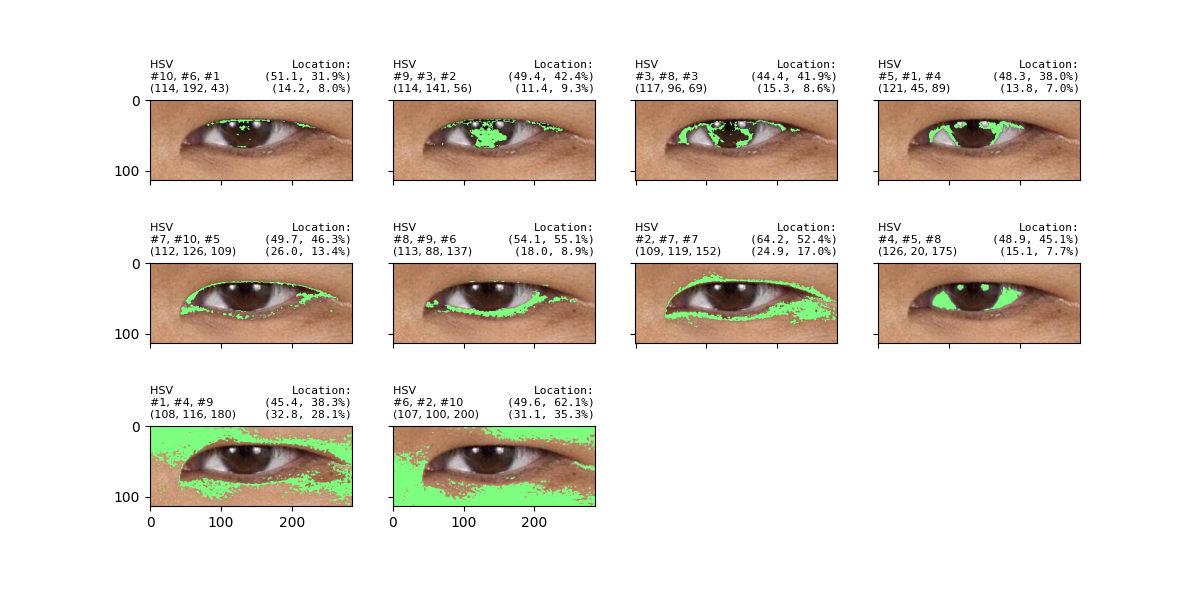 HSV Location:
#10, #6, #1 (51.1, 31.9%)
(114, 192, 43) (14.2, 8.0%)
HSV Location:
#9, #3, #2 (49.4, 42.4%)
(114, 141, 56) (11.4, 9.3%)
HSV Location:
#3, #8, #3 (44.4, 41.9%)
(117, 96, 69) (15.3, 8.6%)
HSV Location:
#5, #1, #4 (48.3, 38.0%)
(121, 45, 89) (13.8, 7.0%)
0
100
HSV Location:
#7, #10, #5 (49.7, 46.3%)
(112, 126, 109) (26.0, 13.4%)
HSV Location:
#8, #9, #6 (54.1, 55.1%)
(113, 88, 137) (18.0, 8.9%)
HSV Location:
#2, #7, #7 (64.2, 52.4%)
(109, 119, 152) (24.9, 17.0%)
HSV Location:
#4, #5, #8 (48.9, 45.1%)
(126, 20, 175) (15.1, 7.7%)
0
100
HSV Location:
#1, #4, #9 (45.4, 38.3%)
(108, 116, 180) (32.8, 28.1%)
HSV Location:
#6, #2, #10 (49.6, 62.1%)
(107, 100, 200) (31.1, 35.3%)
0
100
0 100 200
0 100 200